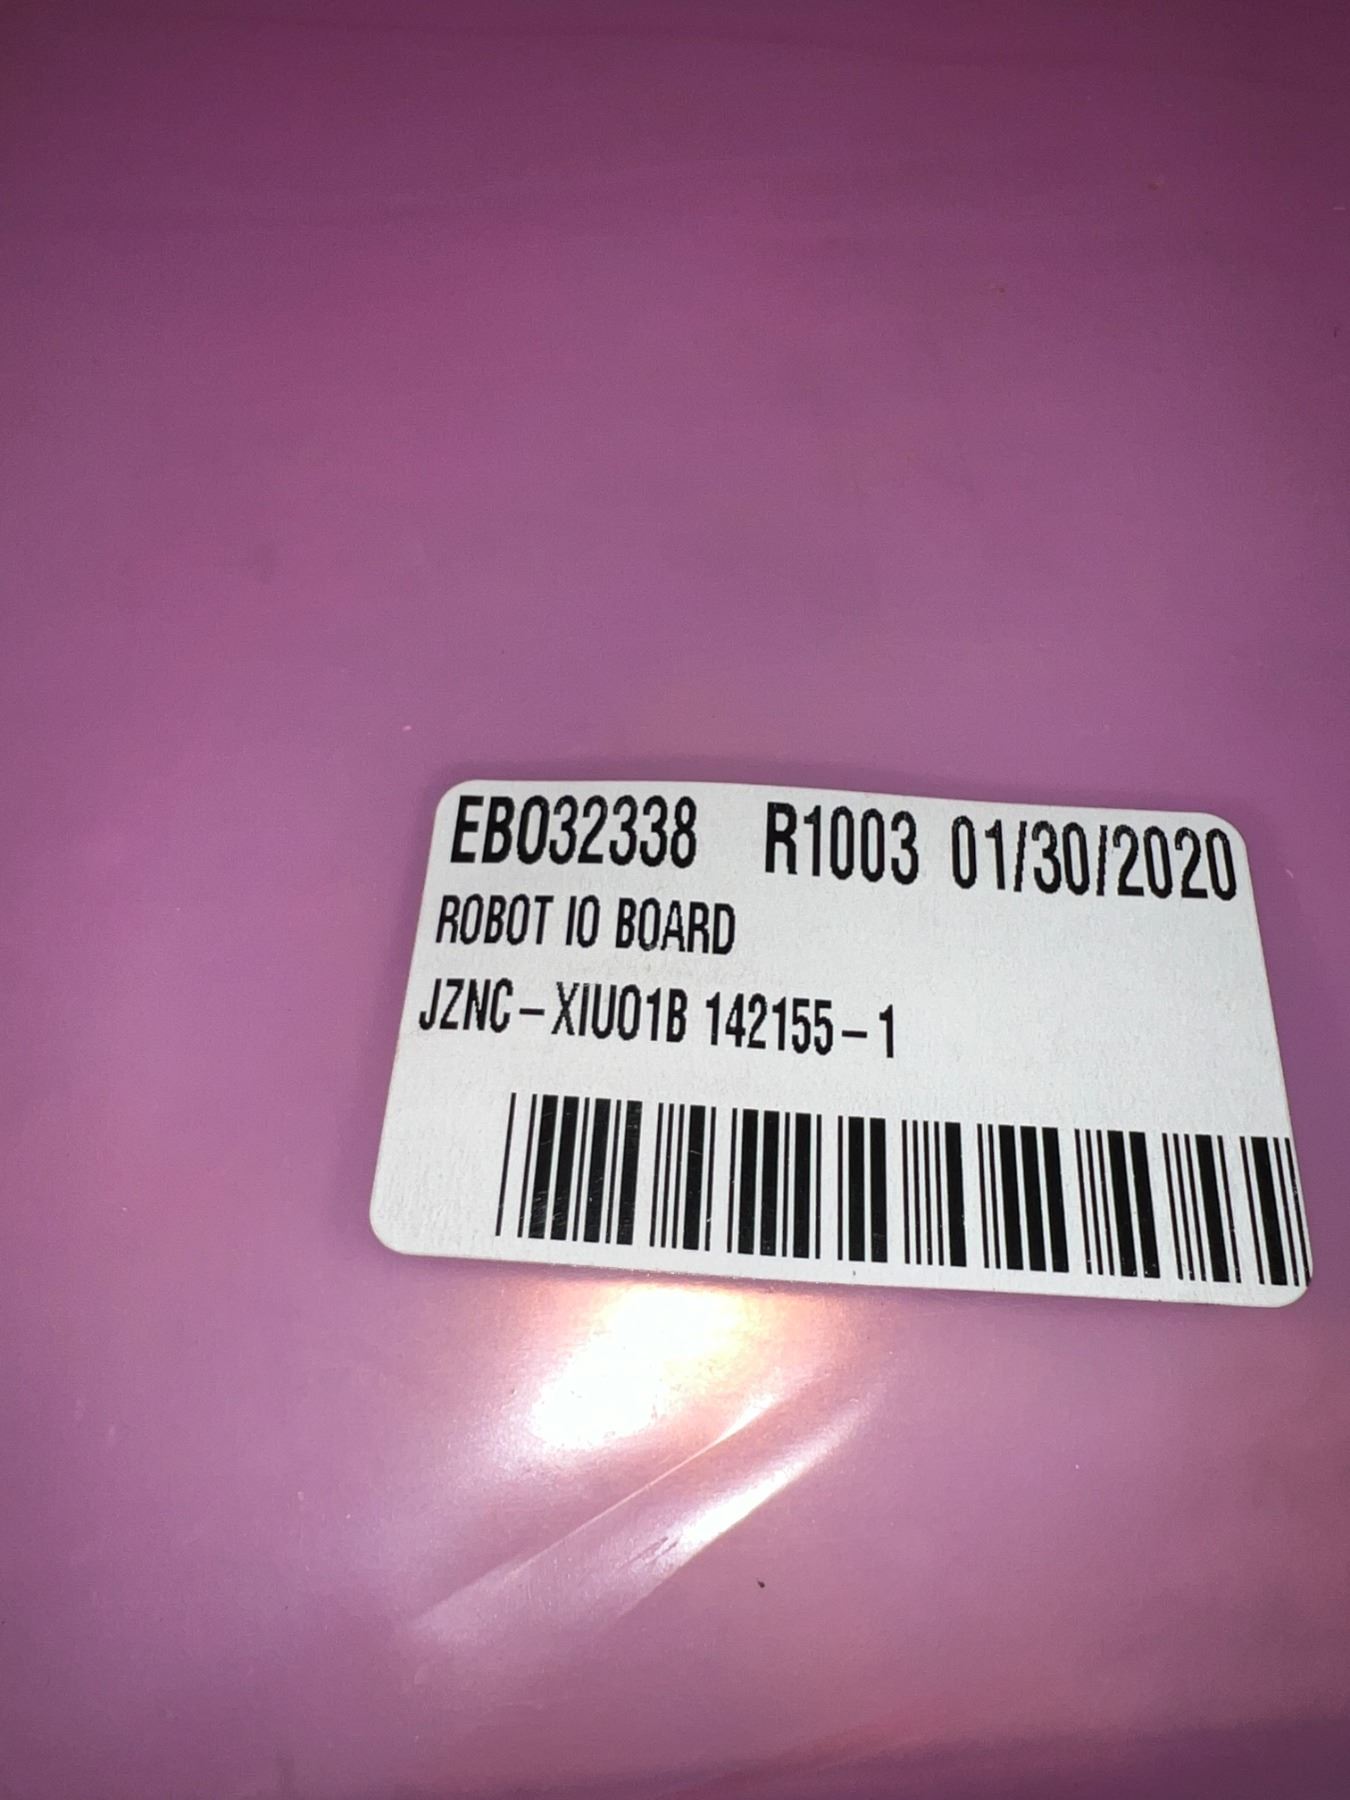 EB032338 R1003 01/30/2020
ROBOT IO BOARD
JZNC-XIU01B 142155-1